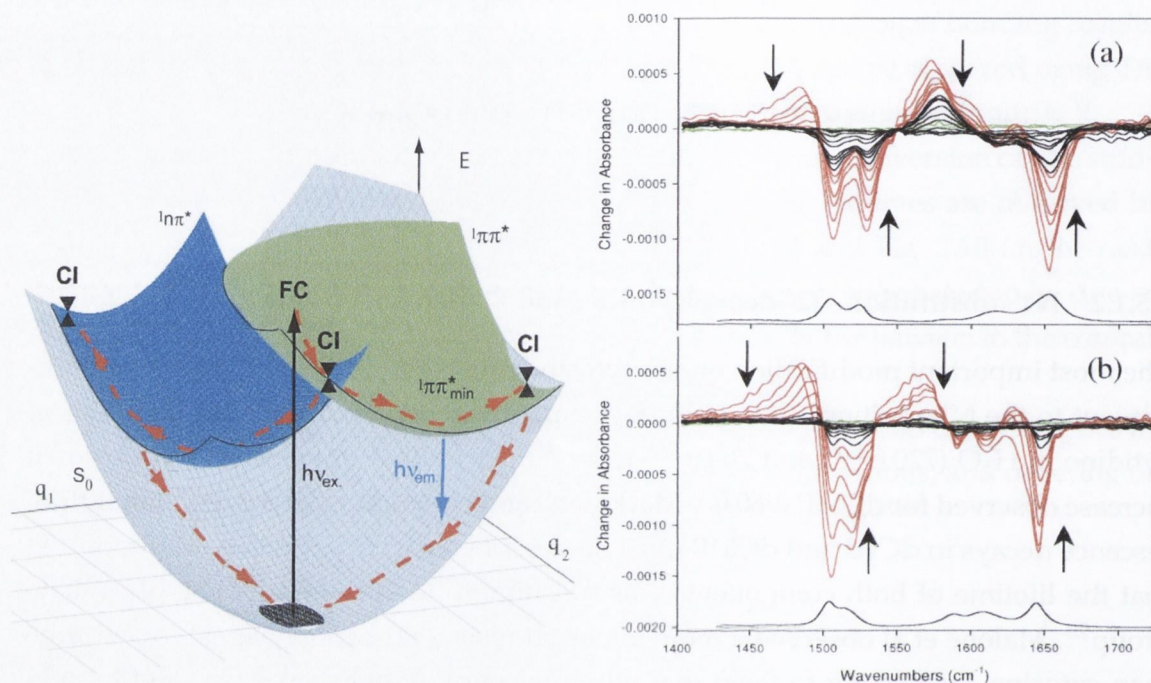 E
¹nπ*
¹ππ*
CI
FC
CI
CI
¹ππ*min
hνex.
hνem.
q₁
S₀
q₂
(a)
0.0010
0.0005
0.0000
-0.0005
-0.0010
-0.0015
Change in Absorbance
(b)
0.0005
0.0000
-0.0005
-0.0010
-0.0015
-0.0020
Change in Absorbance
1400 1450 1500 1550 1600 1650 1700
Wavenumbers (cm⁻¹)